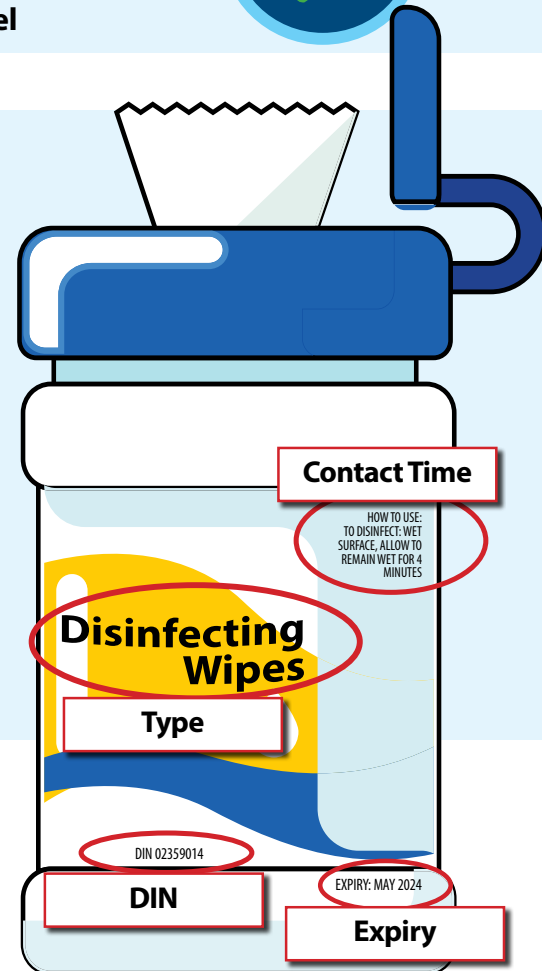 el
Contact Time
HOW TO USE:
TO DISINFECT: WET
SURFACE, ALLOW TO
REMAIN WET FOR 4
MINUTES
Disinfecting
Wipes
Type
DIN 02359014
DIN
EXPIRY: MAY 2024
Expiry